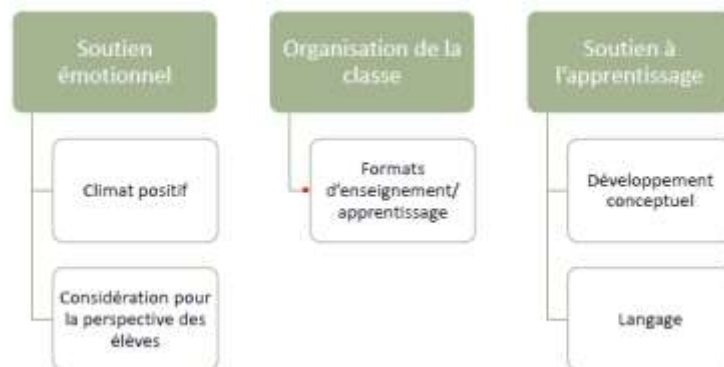 Soutien
émotionnel
Climat positif
Considération pour
la perspective des
élèves
Organisation de la
classe
Formats
d'enseignement/
apprentissage
Soutien à
l'apprentissage
Développement
conceptuel
Langage